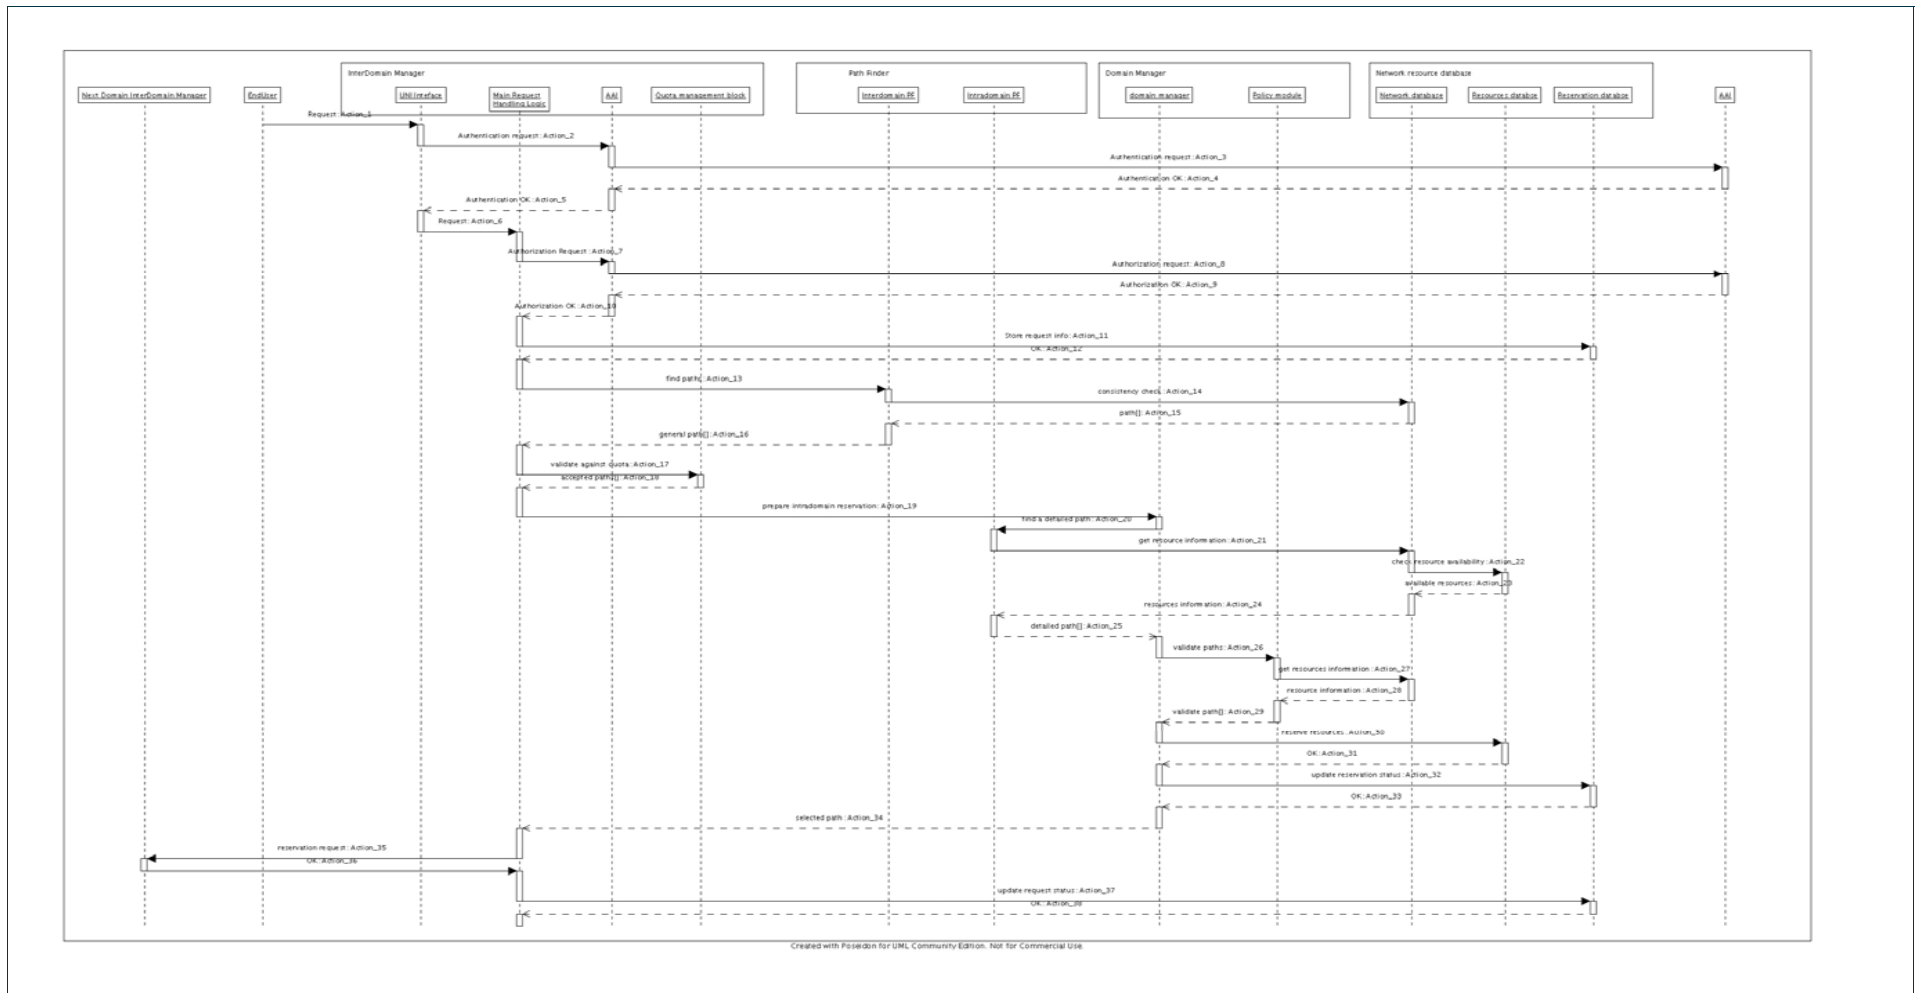 InterDomain Manager
Path Finder
Domain Manager
Network resource database
Next Domain InterDomain Manager
EndUser
UNI Inteface
Main Request
Handling Logic
AAI
Quota management block
Interdomain PF
Intradomain PF
domain manager
Policy module
Network database
Resources databse
Reservation databse
AAI
Request: Action_1
Authentication request: Action_2
Authentication request: Action_3
Authentication OK: Action_4
Authentication OK: Action_5
Request: Action_6
Authorization Request: Action_7
Authorization request: Action_8
Authorization OK: Action_9
Authorization OK: Action_10
Store request info: Action_11
OK: Action_12
find path: Action_13
consistency check: Action_14
path[]: Action_15
general path[]: Action_16
validate against quota: Action_17
accepted path[]: Action_18
prepare intradomain reservation: Action_19
find a detailed path: Action_20
get resource information: Action_21
check resource availability: Action_22
available resources: Action_23
resources information: Action_24
detailed path[]: Action_25
validate paths: Action_26
get resources information: Action_27
resource information: Action_28
validate path[]: Action_29
reserve resources: Action_30
OK: Action_31
update reservation status: Action_32
OK: Action_33
selected path: Action_34
reservation request: Action_35
OK: Action_36
update request status: Action_37
OK: Action_38
Created with Poseidon for UML Community Edition. Not for Commercial Use.